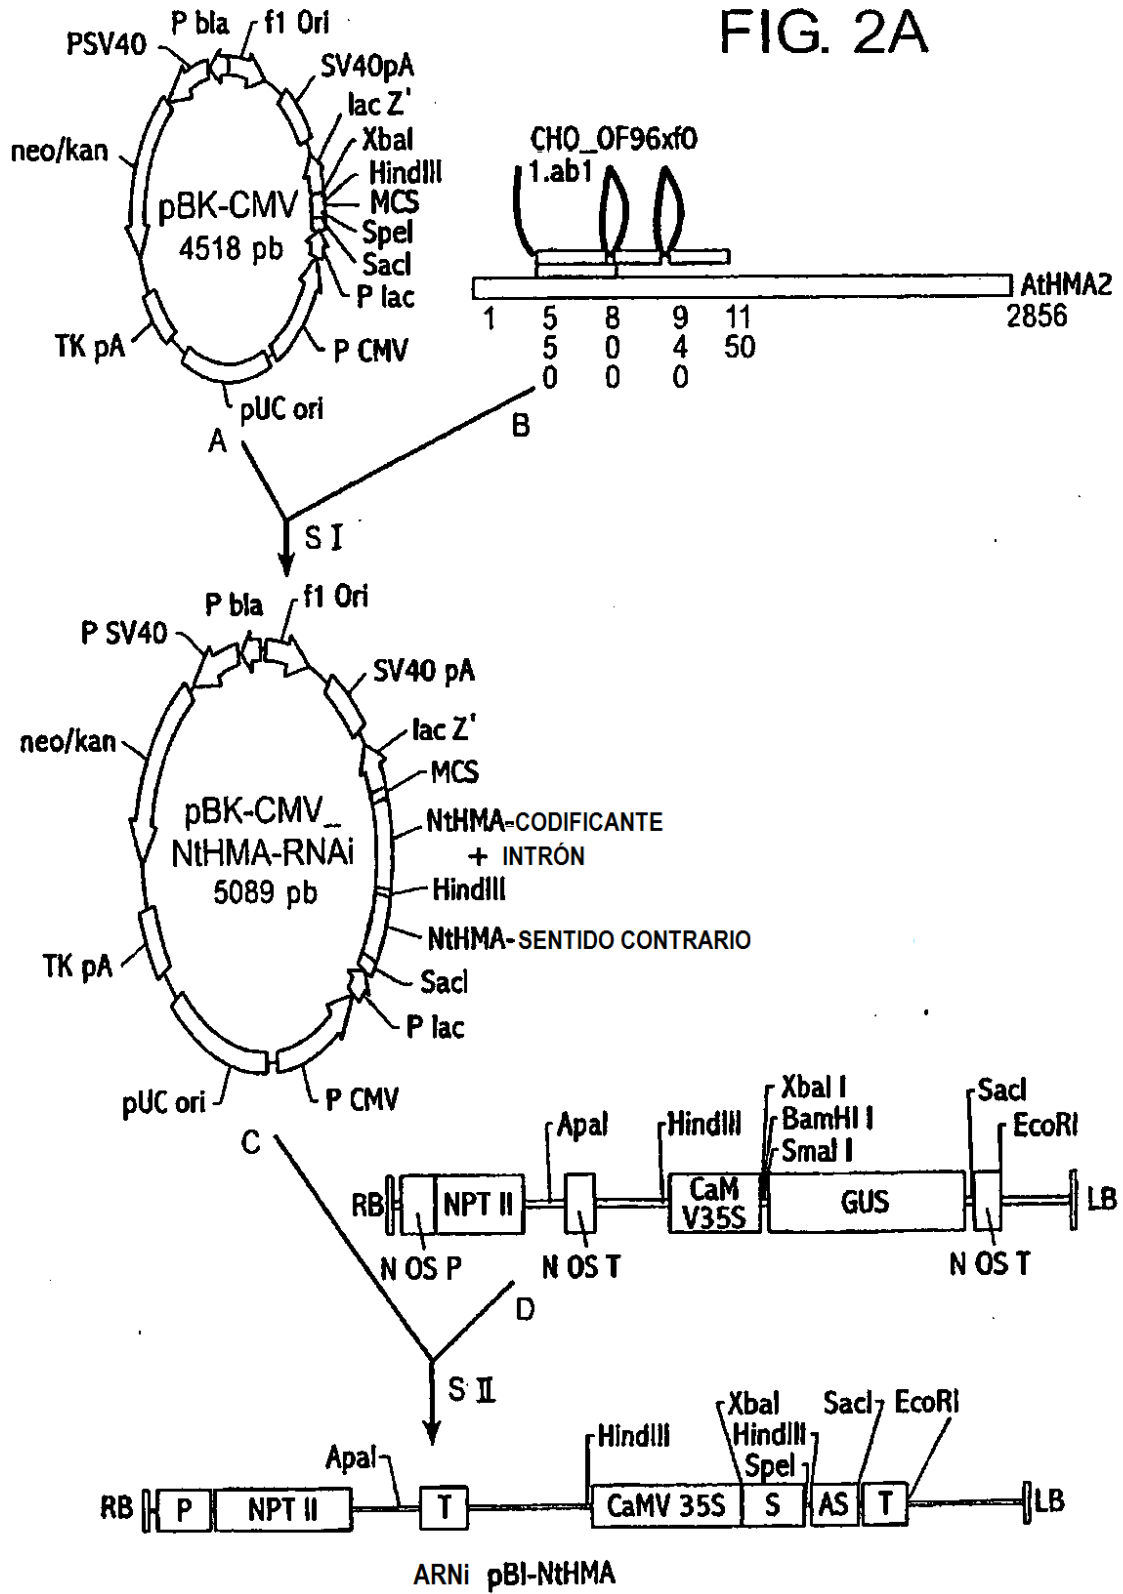 FIG. 2A
P bla
f1 Ori
PSV40
SV40pA
lac Z'
XbaI
neo/kan
HindIII
MCS
pBK-CMV
4518 pb
SpeI
SacI
P lac
TK pA
P CMV
pUC ori
CHO_OF96xf0
1.ab1
AtHMA2
1
5
5
0
8
0
0
9
4
0
11
50
2856
A
B
S I
P bla
f1 Ori
P SV40
SV40 pA
neo/kan
lac Z'
MCS
pBK-CMV_
NtHMA-RNAi
5089 pb
NtHMA-CODIFICANTE
+ INTRÓN
HindIII
NtHMA-SENTIDO CONTRARIO
TK pA
SacI
P lac
pUC ori
P CMV
C
ApaI
HindIII
XbaI I
BamHI I
SmaI I
SacI
EcoRI
RB
NPT II
CaM
V35S
GUS
LB
N OS P
N OS T
N OS T
D
S II
ApaI
HindIII
XbaI
HindIII
SpeI
SacI
EcoRI
RB
P
NPT II
T
CaMV 35S
S
AS
T
LB
ARNi pBI-NtHMA